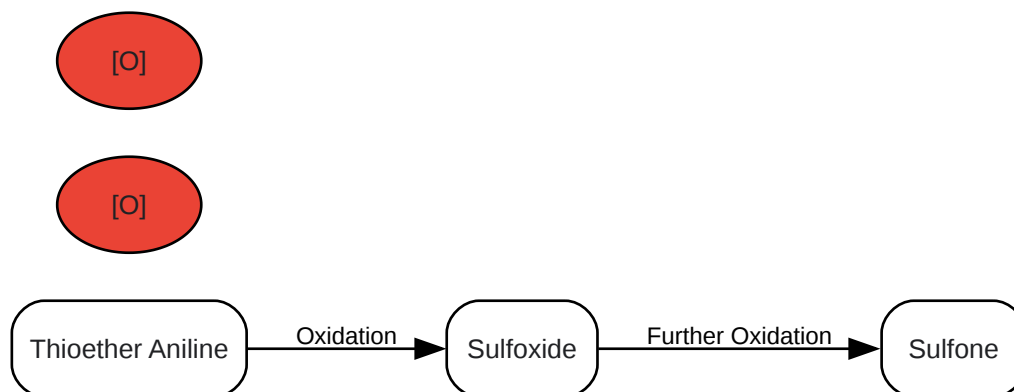 [O]
[O]
Thioether Aniline
Oxidation
Sulfoxide
Further Oxidation
Sulfone